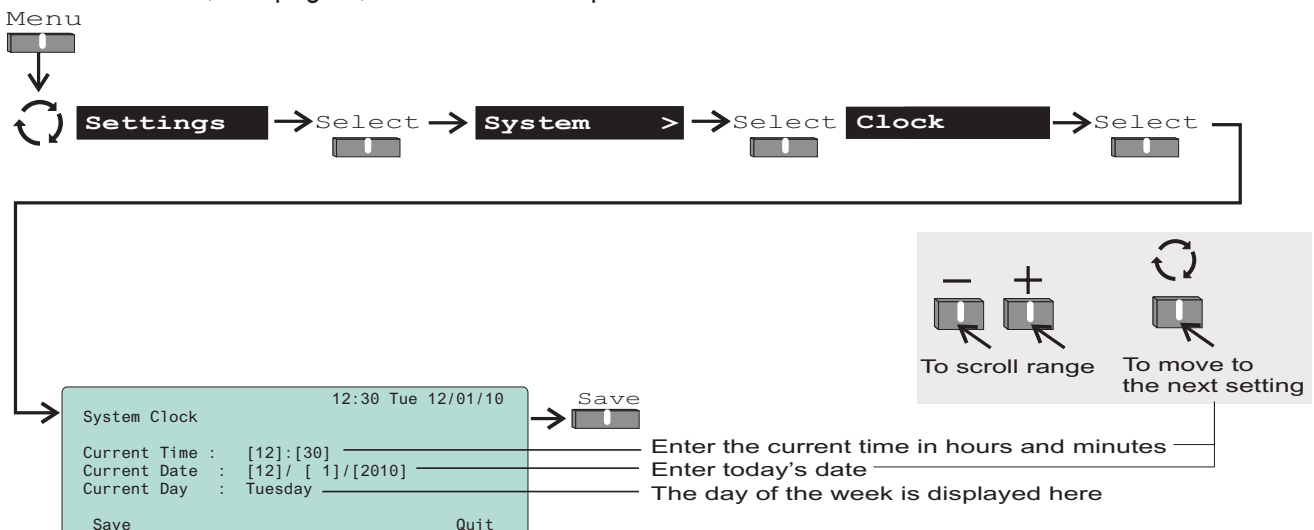 Menu
Settings Select System > Select Clock Select
- +
To scroll range
To move to
the next setting
12:30 Tue 12/01/10
System Clock
Save
Current Time : [12]:[30]
Enter the current time in hours and minutes
Current Date : [12]/ [ 1]/[2010]
Enter today's date
Current Day : Tuesday
The day of the week is displayed here
Save Quit